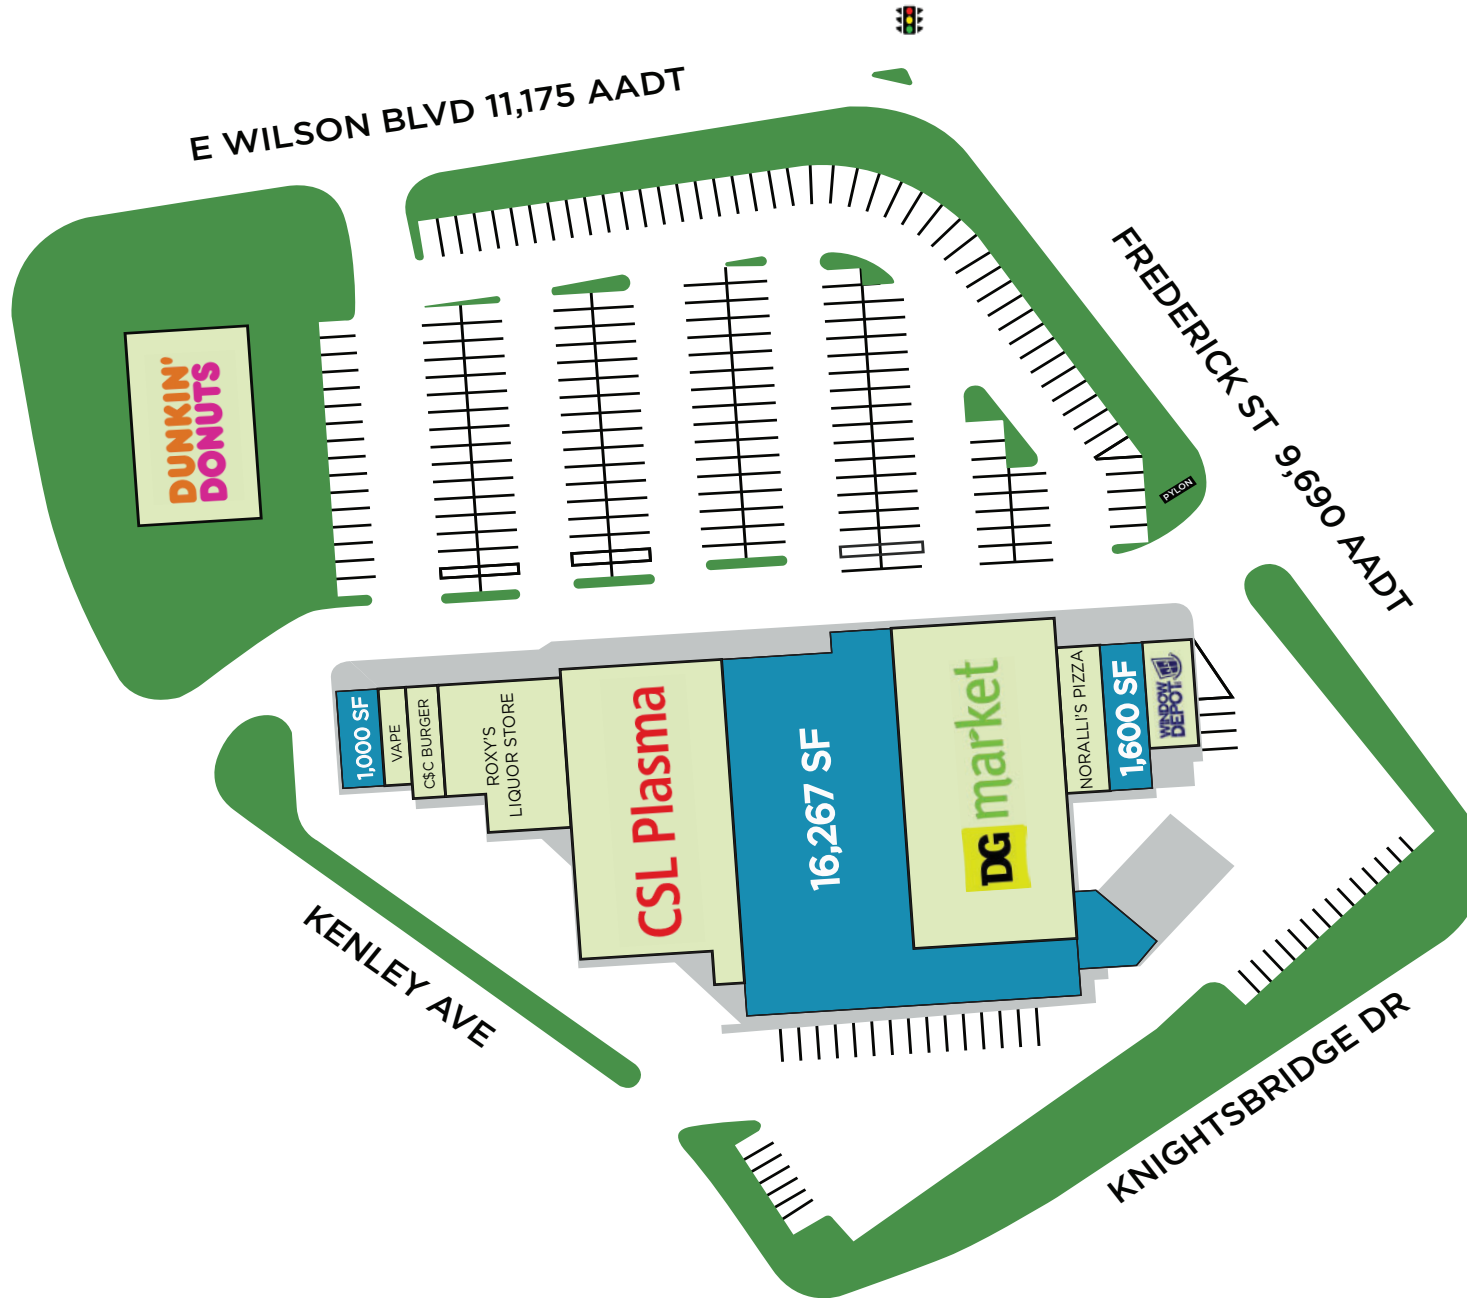 E WILSON BLVD 11,175 AADT
FREDERICK ST 9,690 AADT
DUNKIN'
DONUTS
PYLON
1,000 SF
VAPE
C$C BURGER
ROXY'S
LIQUOR STORE
CSL Plasma
16,267 SF
DG market
NORALLI'S PIZZA
1,600 SF
WINDOW
DEPOT
KENLEY AVE
KNIGHTSBRIDGE DR